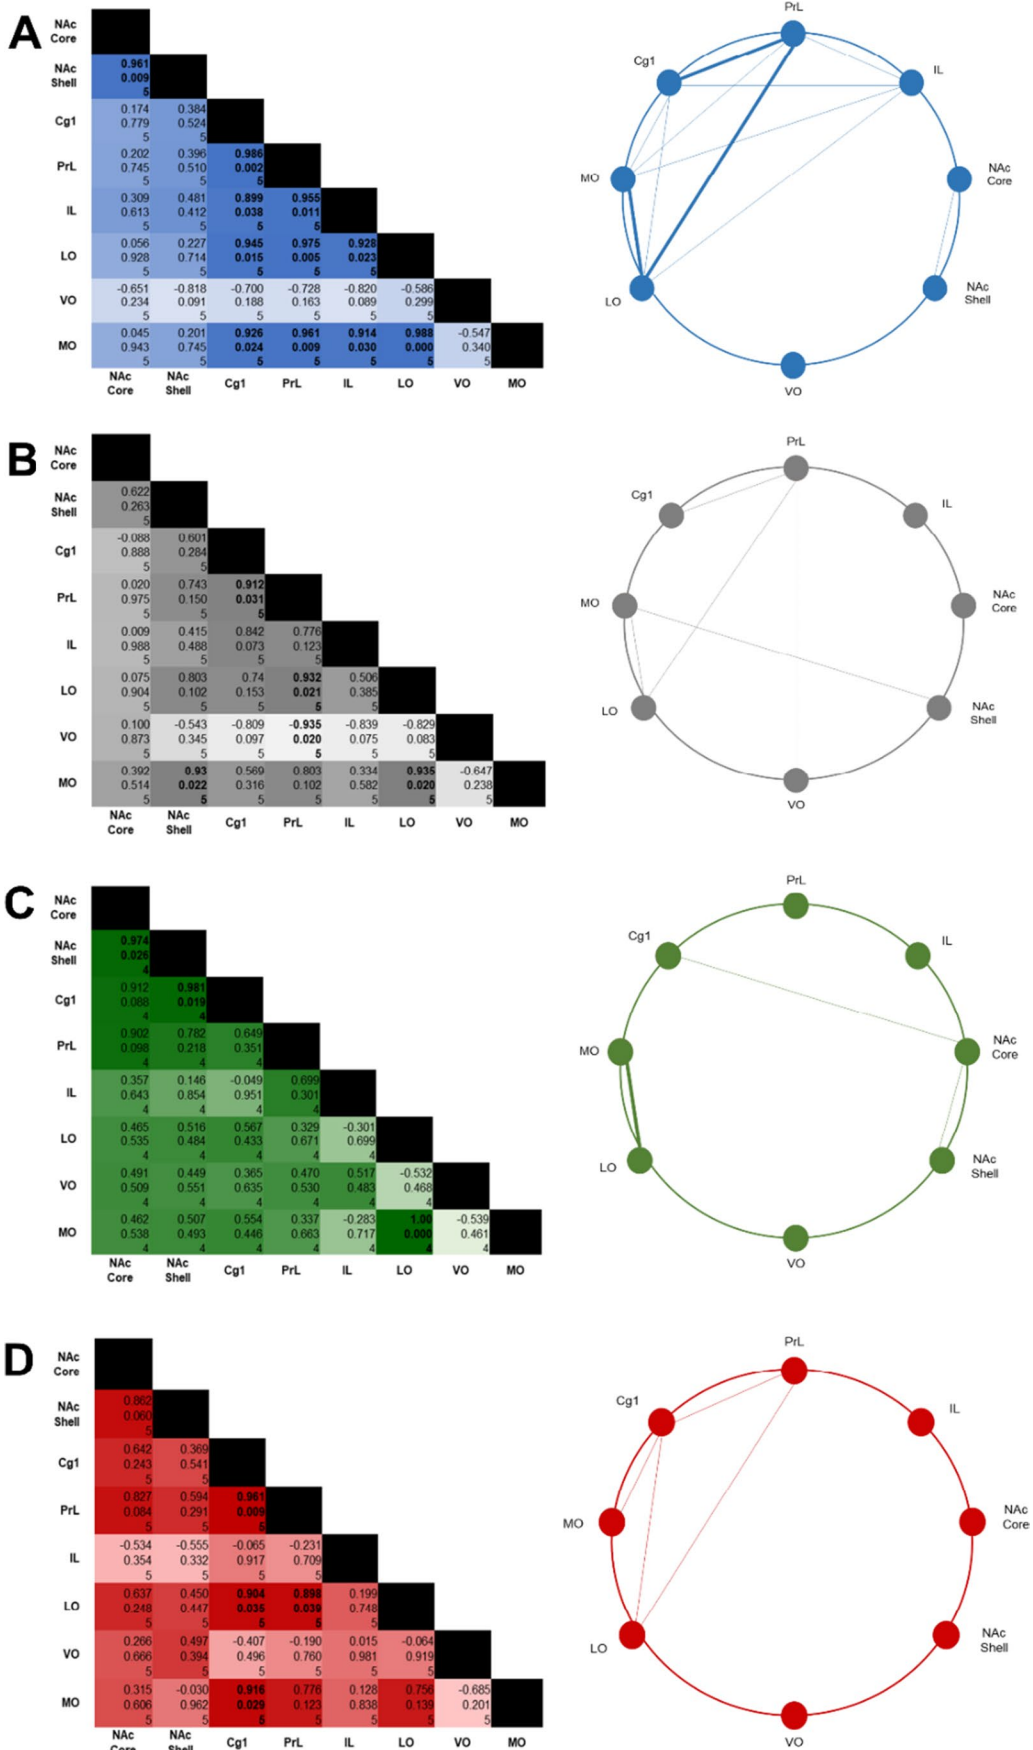 A
NAc
Core
NAc
Shell
0.961
0.009
5
Cg1
0.174 0.384
0.779 0.524
5 5
PrL
0.202 0.396 0.986
0.745 0.510 0.002
5 5 5
IL
0.309 0.481 0.899 0.955
0.613 0.412 0.038 0.011
5 5 5 5
LO
0.056 0.227 0.945 0.975 0.928
0.928 0.714 0.015 0.005 0.023
5 5 5 5 5
VO
-0.651 -0.818 -0.700 -0.728 -0.820 -0.586
0.234 0.091 0.188 0.163 0.089 0.299
5 5 5 5 5 5
MO
0.045 0.201 0.926 0.961 0.914 0.988 -0.547
0.943 0.745 0.024 0.009 0.030 0.000 0.340
5 5 5 5 5 5 5
NAc NAc Cg1 PrL IL LO VO MO
Core Shell
PrL
Cg1
IL
MO
NAc
Core
LO
NAc
Shell
VO
B
NAc
Core
NAc
Shell
0.622
0.263
5
Cg1
-0.088 0.601
0.888 0.284
5 5
PrL
0.020 0.743 0.912
0.975 0.150 0.031
5 5 5
IL
0.009 0.415 0.842 0.776
0.988 0.488 0.073 0.123
5 5 5 5
LO
0.075 0.803 0.74 0.932 0.506
0.904 0.102 0.153 0.021 0.385
5 5 5 5 5
VO
0.100 -0.543 -0.809 -0.935 -0.839 -0.829
0.873 0.345 0.097 0.020 0.075 0.083
5 5 5 5 5 5
MO
0.392 0.93 0.569 0.803 0.334 0.935 -0.647
0.514 0.022 0.316 0.102 0.582 0.020 0.238
5 5 5 5 5 5 5
NAc NAc Cg1 PrL IL LO VO MO
Core Shell
PrL
Cg1
IL
MO
NAc
Core
LO
NAc
Shell
VO
C
NAc
Core
NAc
Shell
0.974
0.026
4
Cg1
0.912 0.981
0.088 0.019
4 4
PrL
0.902 0.782 0.649
0.098 0.218 0.351
4 4 4
IL
0.357 0.146 -0.049 0.699
0.643 0.854 0.951 0.301
4 4 4 4
LO
0.465 0.516 0.567 0.329 -0.301
0.535 0.484 0.433 0.671 0.699
4 4 4 4 4
VO
0.491 0.449 0.365 0.470 0.517 -0.532
0.509 0.551 0.635 0.530 0.483 0.468
4 4 4 4 4 4
MO
0.462 0.507 0.554 0.337 -0.283 1.00 -0.539
0.538 0.493 0.446 0.663 0.717 0.000 0.461
4 4 4 4 4 4 4
NAc NAc Cg1 PrL IL LO VO MO
Core Shell
PrL
Cg1
IL
MO
NAc
Core
LO
NAc
Shell
VO
D
NAc
Core
NAc
Shell
0.862
0.060
5
Cg1
0.642 0.369
0.243 0.541
5 5
PrL
0.827 0.594 0.961
0.084 0.291 0.009
5 5 5
IL
-0.534 -0.555 -0.065 -0.231
0.354 0.332 0.917 0.709
5 5 5 5
LO
0.637 0.450 0.904 0.898 0.199
0.248 0.447 0.035 0.039 0.748
5 5 5 5 5
VO
0.266 0.497 -0.407 -0.190 0.015 -0.064
0.666 0.394 0.496 0.760 0.981 0.919
5 5 5 5 5 5
MO
0.315 -0.030 0.916 0.776 0.128 0.756 -0.685
0.606 0.962 0.029 0.123 0.838 0.139 0.201
5 5 5 5 5 5 5
NAc NAc Cg1 PrL IL LO VO MO
Core Shell
PrL
Cg1
IL
MO
NAc
Core
LO
NAc
Shell
VO